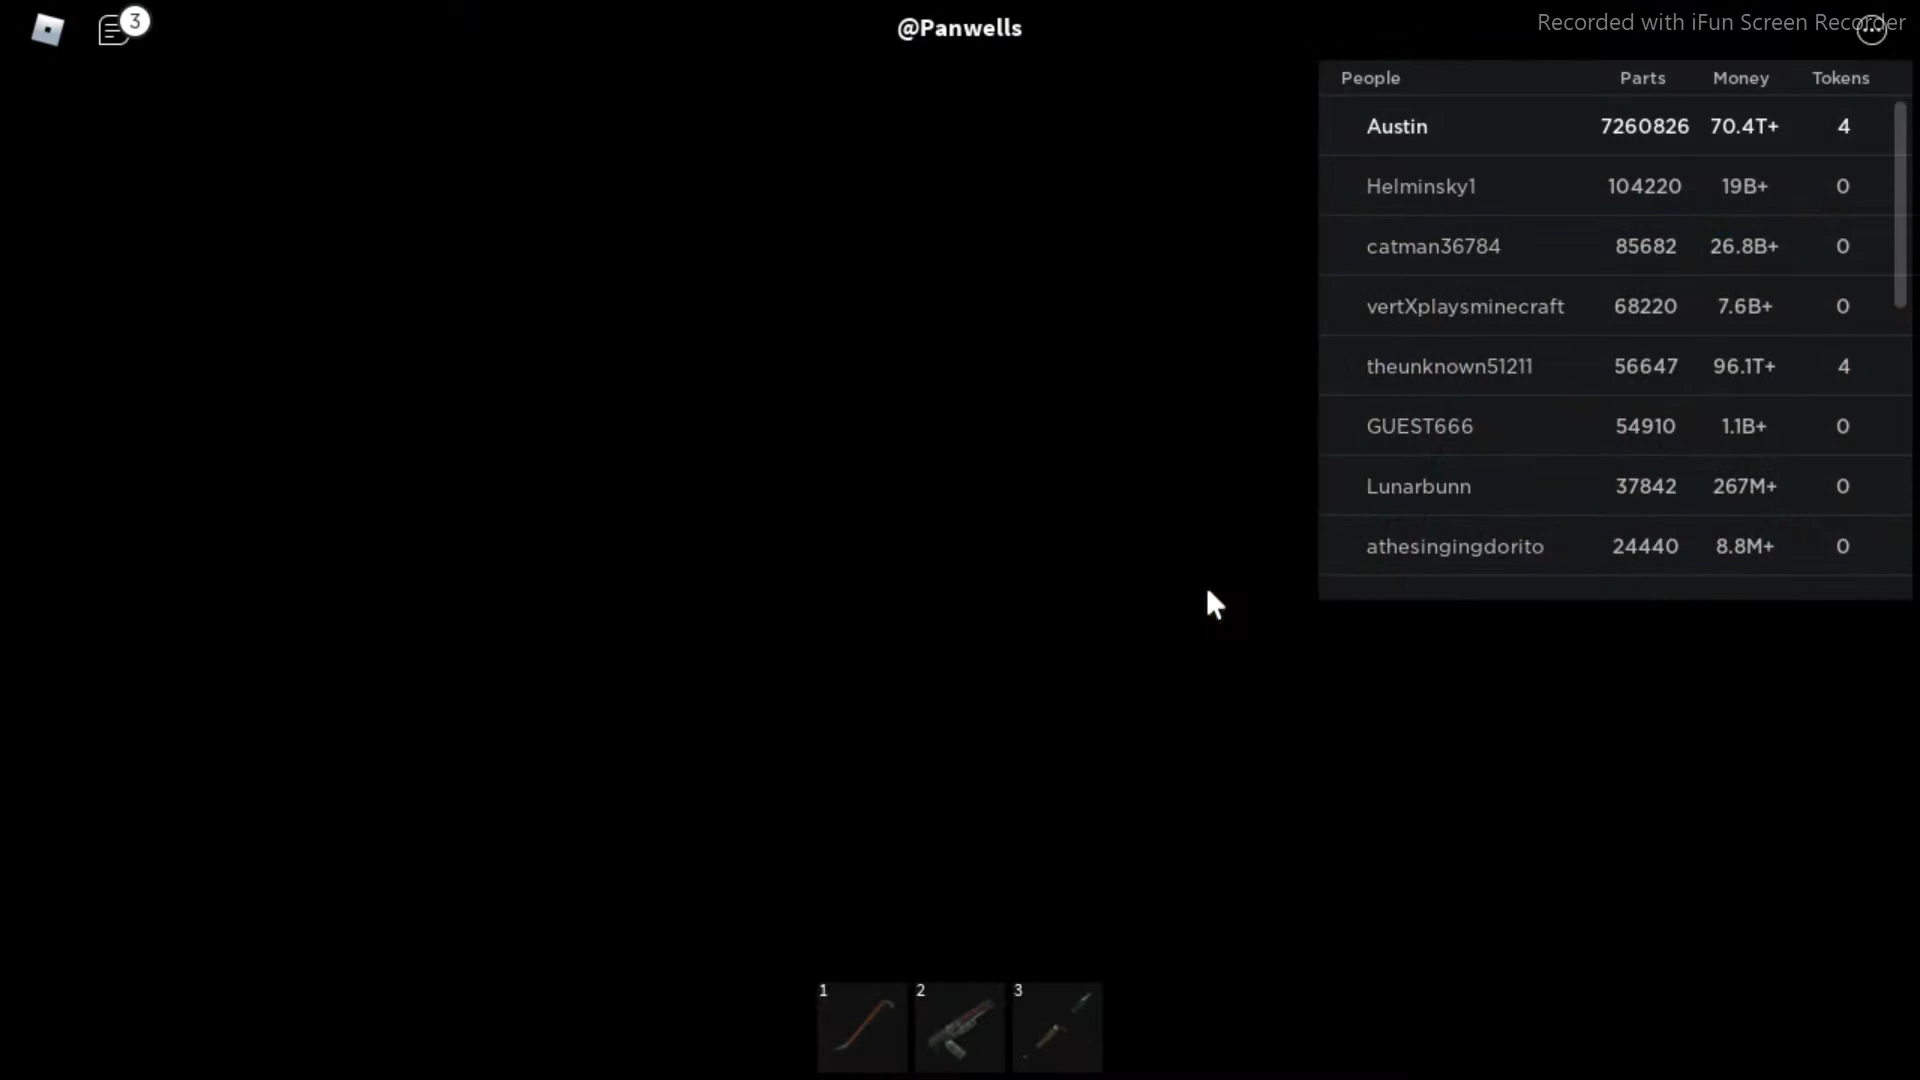 3
@Panwells
Recorded with iFun Screen Recorder
People Parts Money Tokens
Austin 7260826 70.4T+ 4
Helminsky1 104220 19B+ 0
catman36784 85682 26.8B+ 0
vertXplaysminecraft 68220 7.6B+ 0
theunknown51211 56647 96.1T+ 4
GUEST666 54910 1.1B+ 0
Lunarbunn 37842 267M+ 0
athesingingdorito 24440 8.8M+ 0
1 2 3